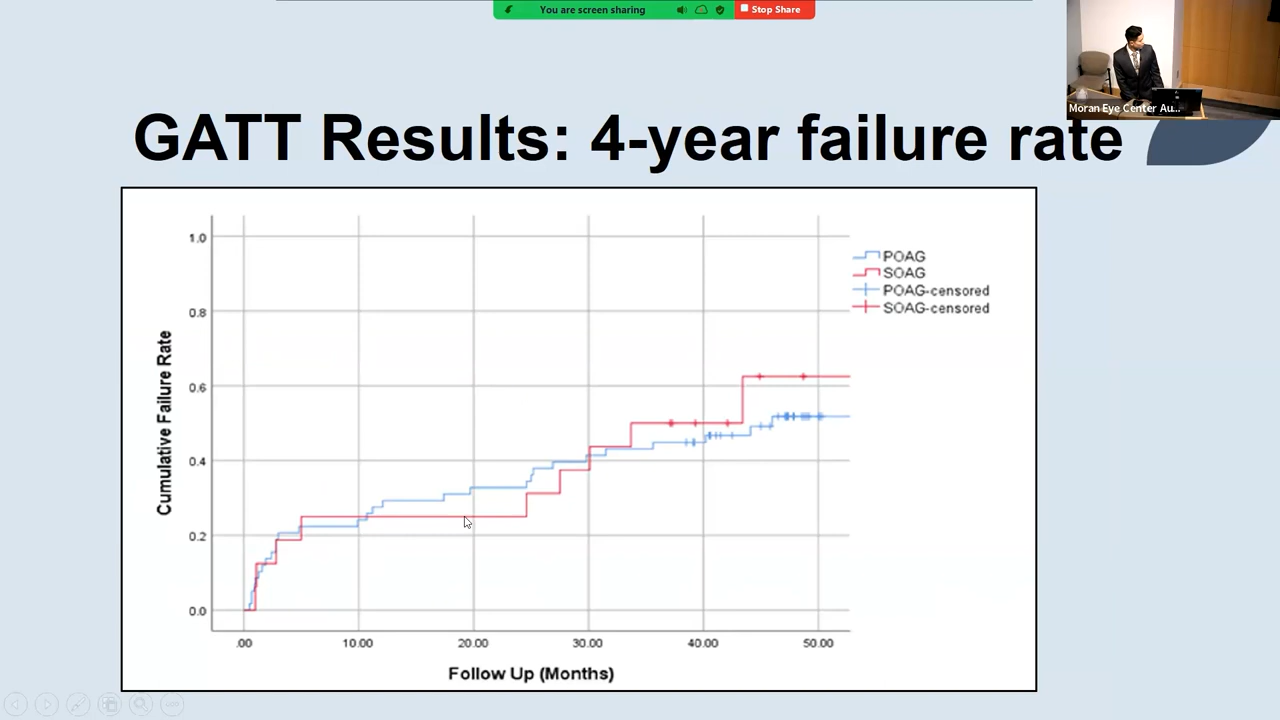 You are screen sharing
Stop Share
Moran Eye Center Au...
GATT Results: 4-year failure rate
1.0
0.8
0.6
0.4
0.2
0.0
Cumulative Failure Rate
.00 10.00 20.00 30.00 40.00 50.00
Follow Up (Months)
POAG
SOAG
POAG-censored
SOAG-censored